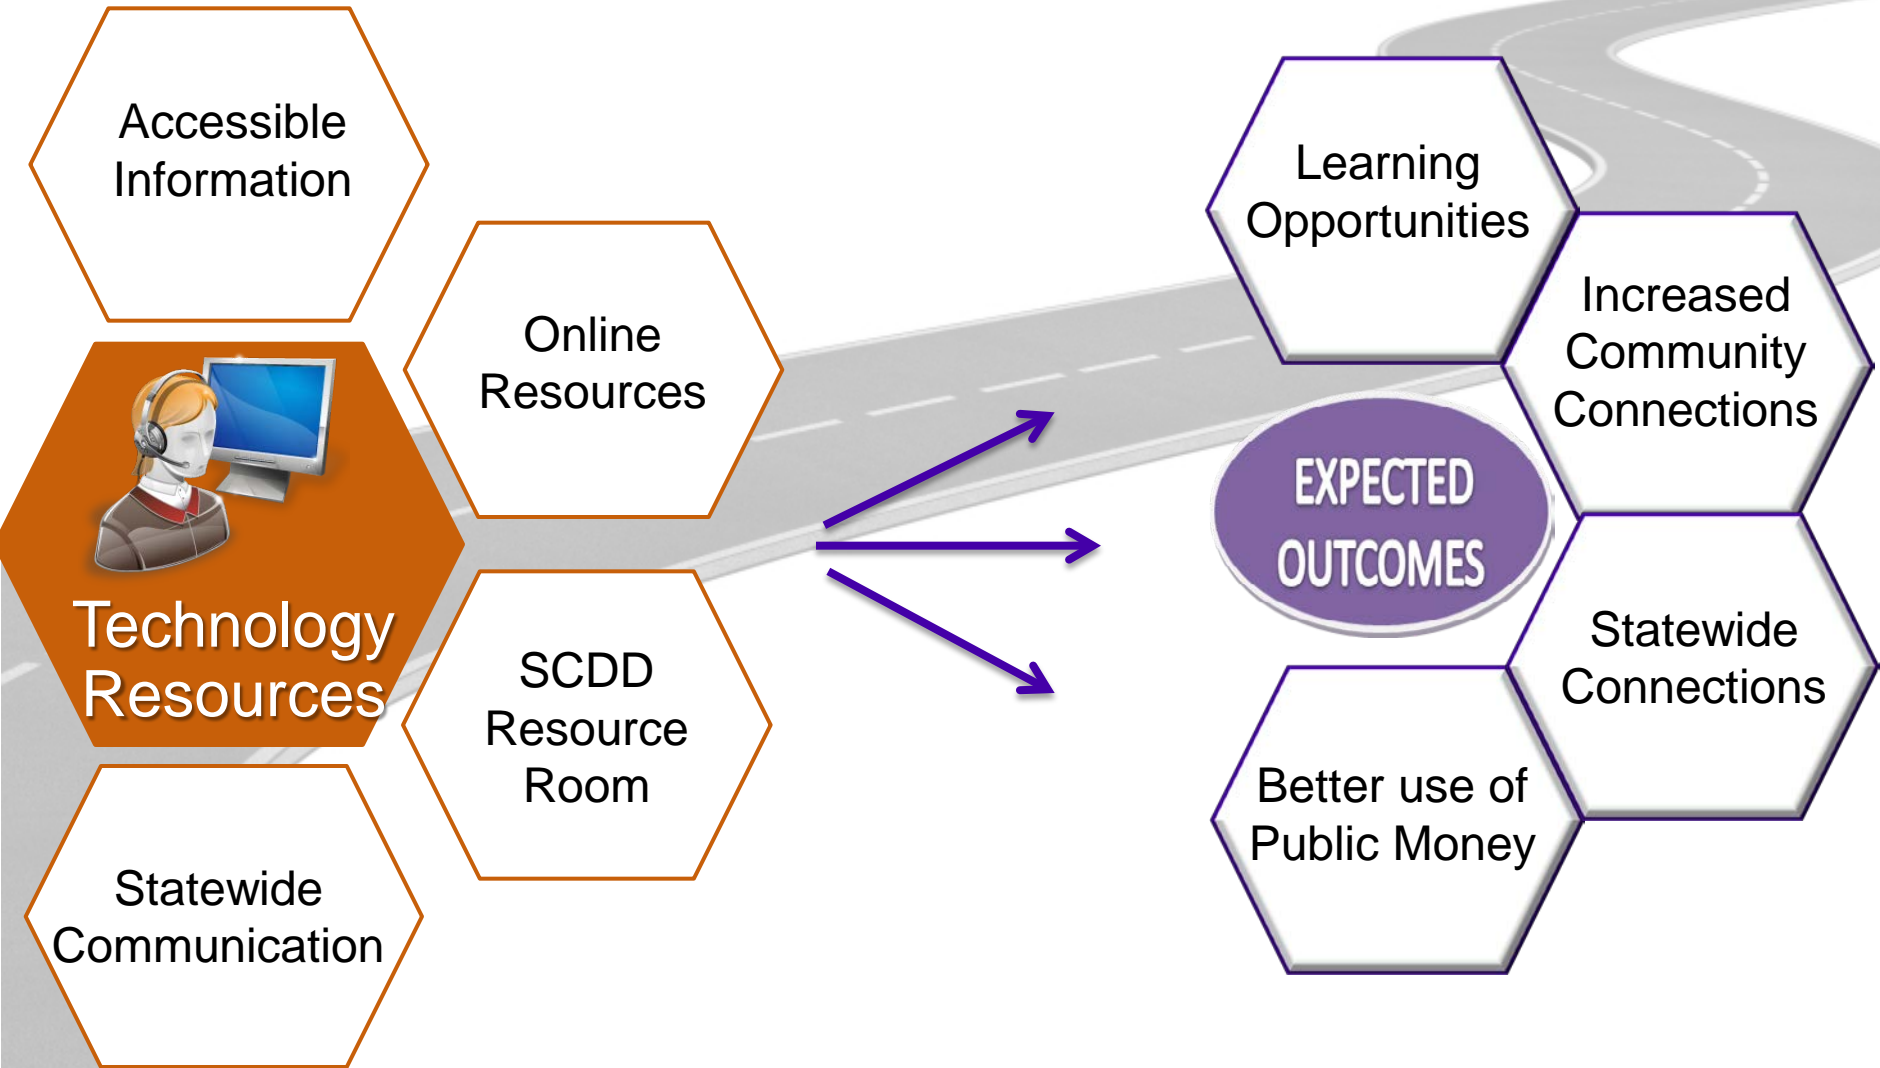 Accessible
Information
Online
Resources
Technology
Resources
SCDD
Resource
Room
Statewide
Communication
Learning
Opportunities
Increased
Community
Connections
EXPECTED
OUTCOMES
Statewide
Connections
Better use of
Public Money